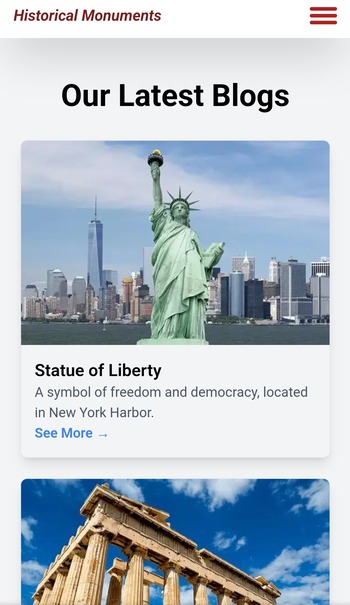 Historical Monuments
Our Latest Blogs
Statue of Liberty
A symbol of freedom and democracy, located
in New York Harbor.
See More →